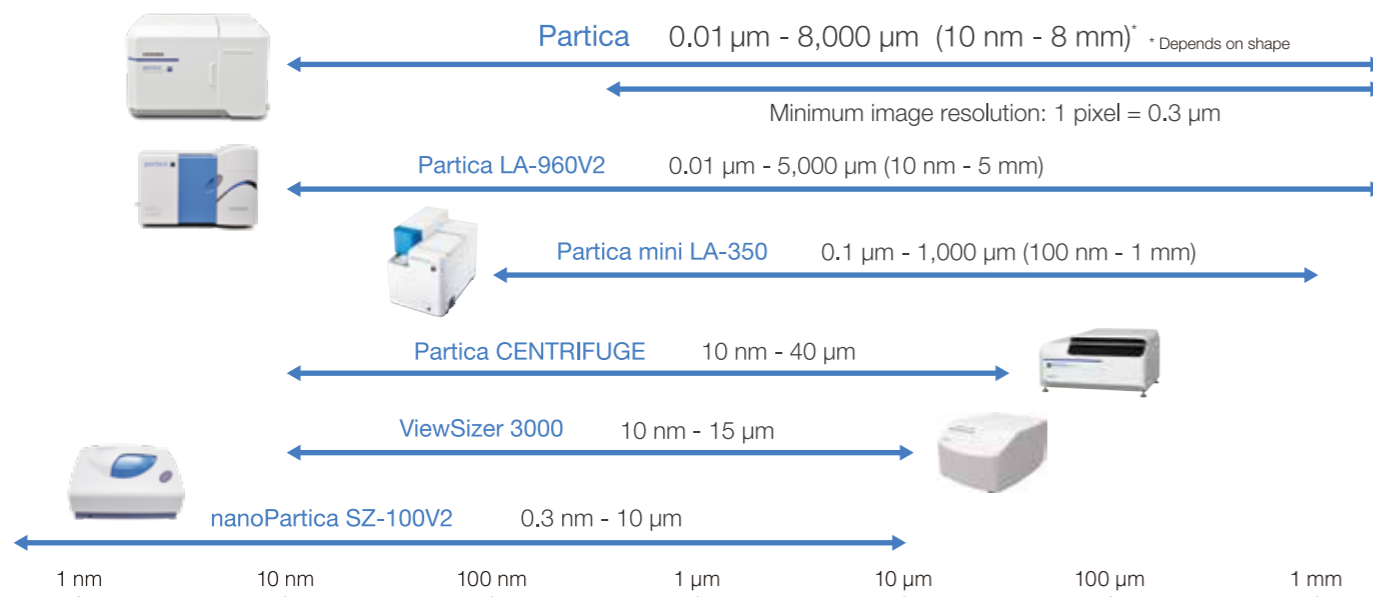 Partica 0.01 µm - 8,000 µm (10 nm - 8 mm)* * Depends on shape
Minimum image resolution: 1 pixel = 0.3 µm
partica
Partica LA-960V2 0.01 µm - 5,000 µm (10 nm - 5 mm)
Partica mini LA-350 0.1 µm - 1,000 µm (100 nm - 1 mm)
Partica CENTRIFUGE 10 nm - 40 µm
ViewSizer 3000 10 nm - 15 µm
nanoPartica SZ-100V2 0.3 nm - 10 µm
1 nm 10 nm 100 nm 1 µm 10 µm 100 µm 1 mm